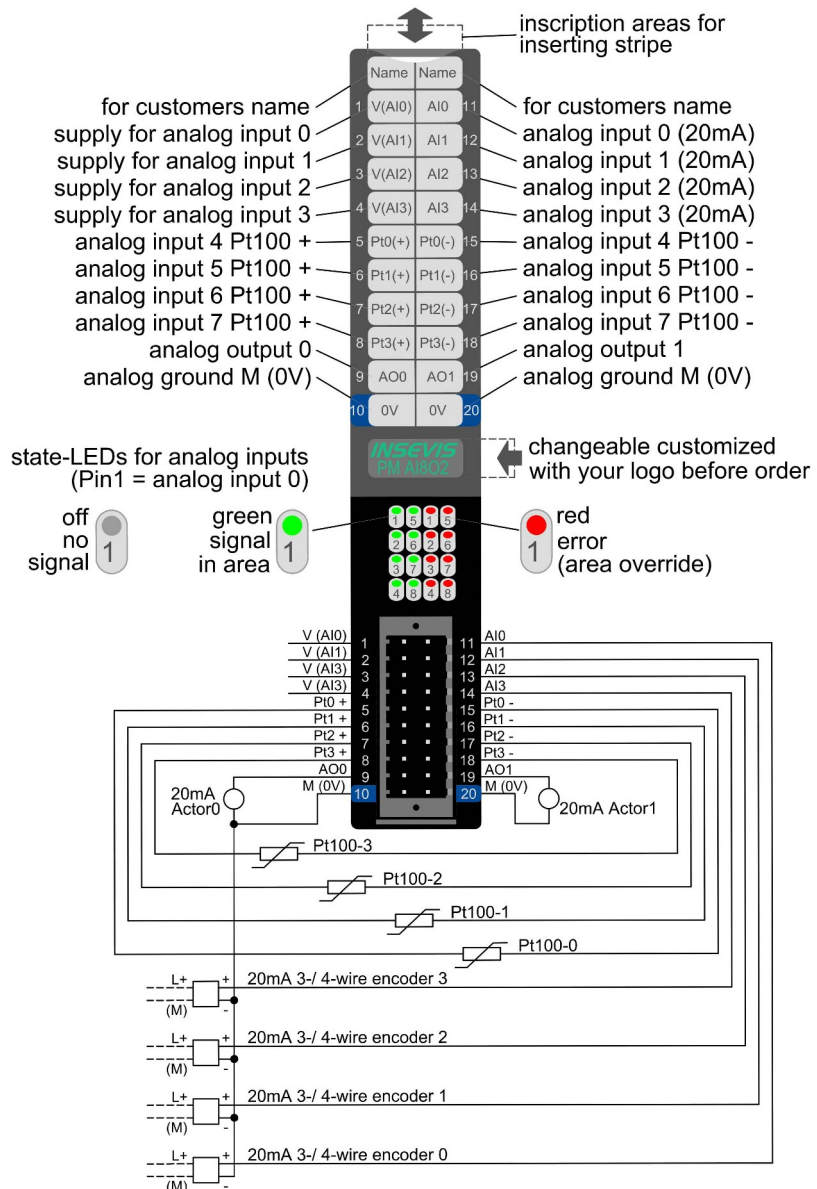 inscription areas for
inserting stripe
Name Name
for customers name
for customers name
1 V(AI0) AI0 11
supply for analog input 0
analog input 0 (20mA)
2 V(AI1) AI1 12
supply for analog input 1
analog input 1 (20mA)
3 V(AI2) AI2 13
supply for analog input 2
analog input 2 (20mA)
4 V(AI3) AI3 14
supply for analog input 3
analog input 3 (20mA)
analog input 4 Pt100 +
5 Pt0(+) Pt0(-) 15
analog input 4 Pt100 -
analog input 5 Pt100 +
6 Pt1(+) Pt1(-) 16
analog input 5 Pt100 -
analog input 6 Pt100 +
7 Pt2(+) Pt2(-) 17
analog input 6 Pt100 -
analog input 7 Pt100 +
8 Pt3(+) Pt3(-) 18
analog input 7 Pt100 -
analog output 0
9 AO0 AO1 19
analog output 1
analog ground M (0V)
10 0V 0V 20
analog ground M (0V)
INSEVIS
PM AI8O2
changeable customized
with your logo before order
state-LEDs for analog inputs
(Pin1 = analog input 0)
off
no
signal
1
green
signal
in area
1
1 5 1 5
2 6 2 6
3 7 3 7
4 8 4 8
1
red
error
(area override)
V (AI0) 1 11 AI0
V (AI1) 2 12 AI1
V (AI3) 3 13 AI2
V (AI3) 4 14 AI3
Pt0 + 5 15 Pt0 -
Pt1 + 6 16 Pt1 -
Pt2 + 7 17 Pt2 -
Pt3 + 8 18 Pt3 -
AO0 9 19 AO1
M (0V) 10 20 M (0V)
20mA
Actor0
20mA Actor1
Pt100-3
Pt100-2
Pt100-1
Pt100-0
L+ + 20mA 3-/ 4-wire encoder 3
(M) -
L+ + 20mA 3-/ 4-wire encoder 2
(M) -
L+ + 20mA 3-/ 4-wire encoder 1
(M) -
L+ + 20mA 3-/ 4-wire encoder 0
(M) -